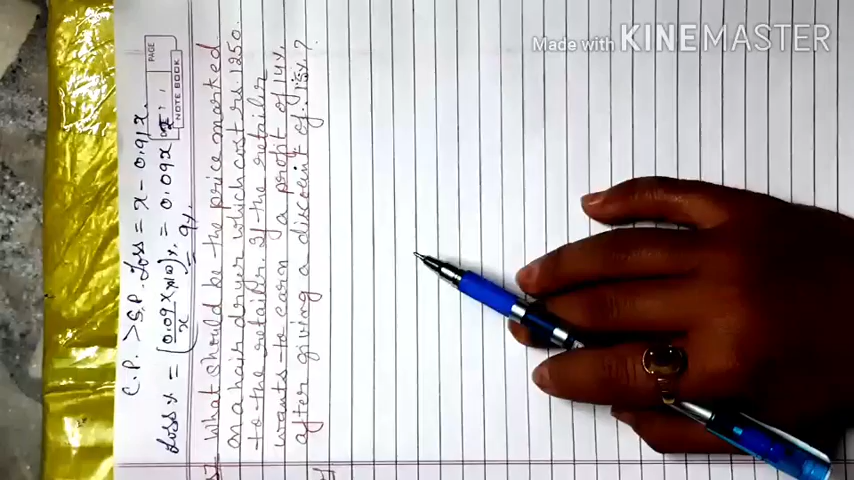 C.P. > S.P. Loss = x - 0.91x.
Loss % = (0.09x x100/x)% = 0.09x
= 9%
PAGE
NOTE BOOK
What should be the price marked
on a hair dryer which cost rs. 1250
to the retailer. If the retailer
wants to earn a profit of 14%
after giving a discount of. 5%?
Made with KINEMASTER